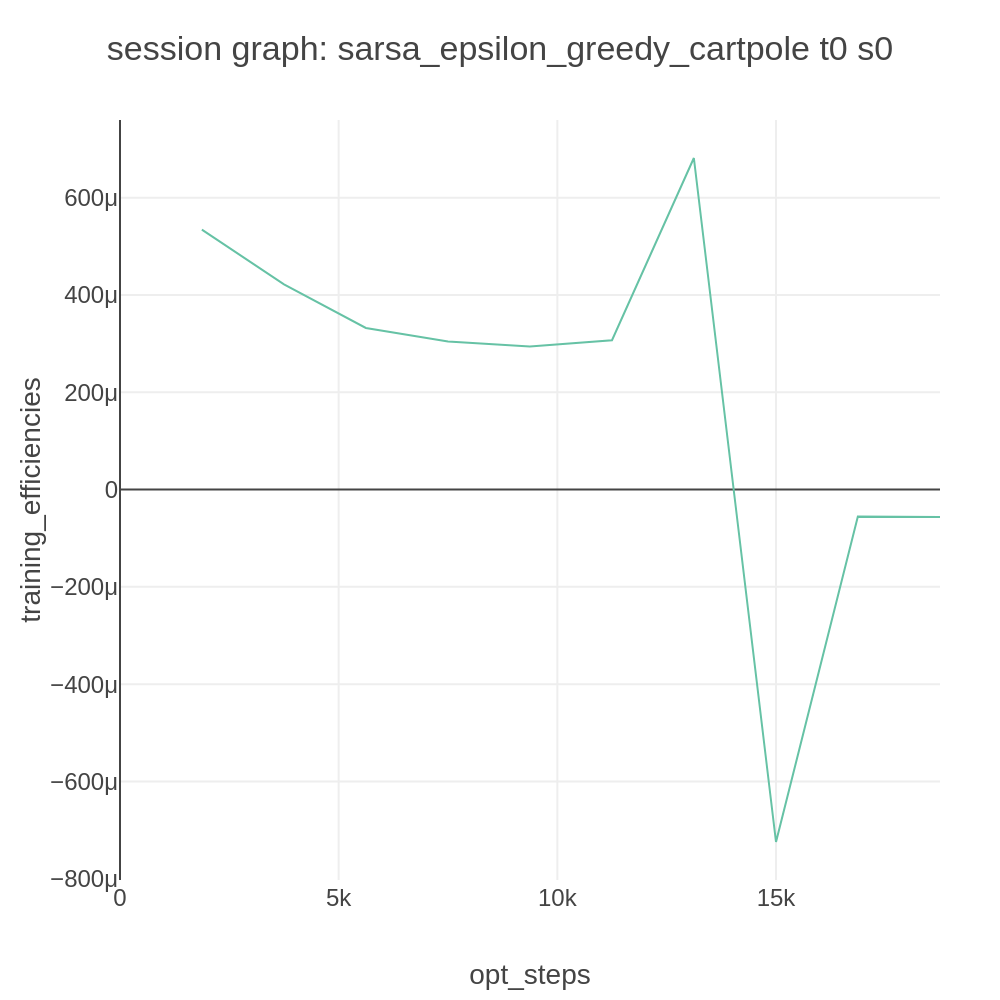 session graph: sarsa_epsilon_greedy_cartpole t0 s0
training_efficiencies
600μ
400μ
200μ
0
−200μ
−400μ
−600μ
−800μ
0
5k
10k
15k
opt_steps